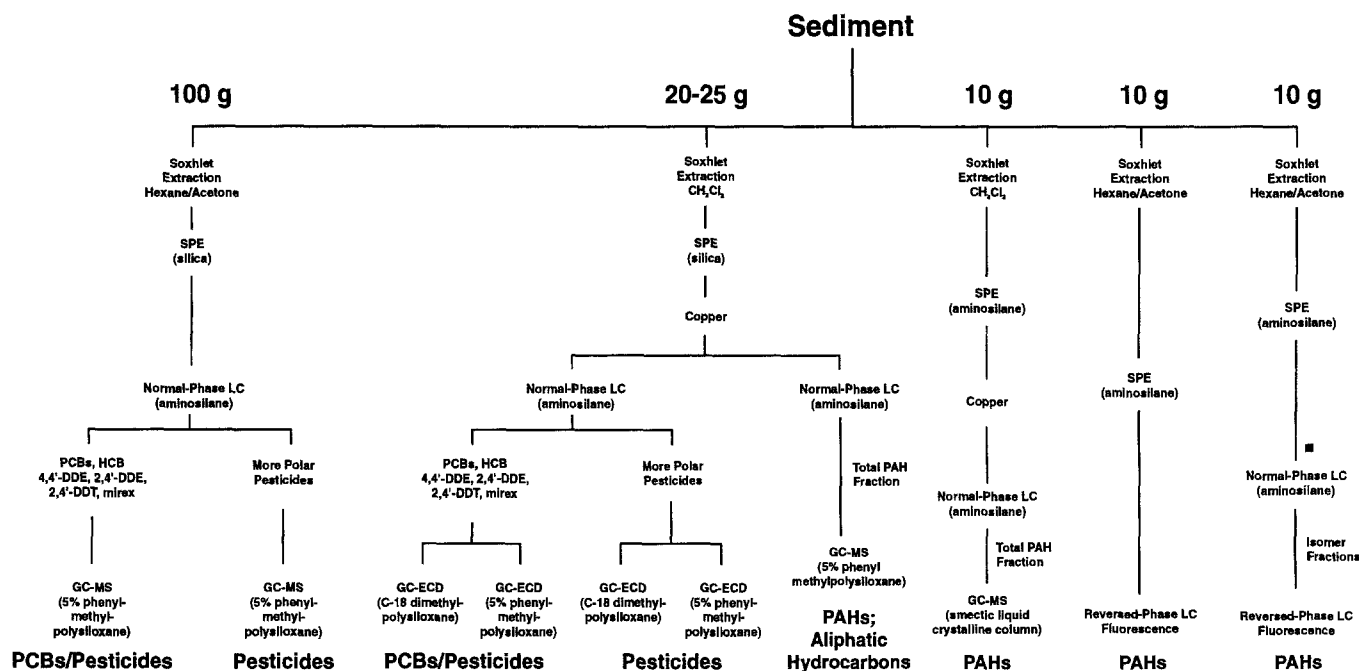 Sediment
100 g
20-25 g
10 g
10 g
10 g
Soxhlet
Extraction
Hexane/Acetone
SPE
(silica)
Normal-Phase LC
(aminosilane)
PCBs, HCB
4,4'-DDE, 2,4'-DDE,
2,4'-DDT, mirex
GC-MS
(5% phenyl-
methyl-
polysiloxane)
PCBs/Pesticides
More Polar
Pesticides
GC-MS
(5% phenyl-
methyl-
polysiloxane)
Pesticides
Soxhlet
Extraction
CH₂Cl₂
SPE
(silica)
Copper
Normal-Phase LC
(aminosilane)
PCBs, HCB
4,4'-DDE, 2,4'-DDE,
2,4'-DDT, mirex
GC-ECD
(C-18 dimethyl-
polysiloxane)
GC-ECD
(5% phenyl-
methyl-
polysiloxane)
PCBs/Pesticides
More Polar
Pesticides
GC-ECD
(C-18 dimethyl-
polysiloxane)
GC-ECD
(5% phenyl-
methyl-
polysiloxane)
Pesticides
Normal-Phase LC
(aminosilane)
Total PAH
Fraction
GC-MS
(5% phenyl
methylpolysiloxane)
PAHs;
Aliphatic
Hydrocarbons
Soxhlet
Extraction
CH₂Cl₂
SPE
(aminosilane)
Copper
Normal-Phase LC
(aminosilane)
Total PAH
Fraction
GC-MS
(smectic liquid
crystalline column)
PAHs
Soxhlet
Extraction
Hexane/Acetone
SPE
(aminosilane)
Reversed-Phase LC
Fluorescence
PAHs
Soxhlet
Extraction
Hexane/Acetone
SPE
(aminosilane)
Normal-Phase LC
(aminosilane)
Isomer
Fractions
Reversed-Phase LC
Fluorescence
PAHs